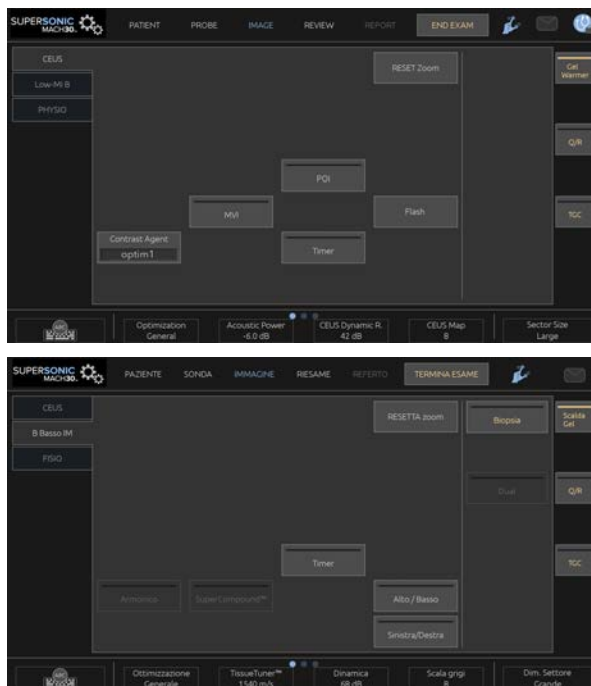 SUPERSONIC
MACH30.
PATIENT PROBE IMAGE REVIEW REPORT END EXAM
CEUS
Low-MI B
PHYSIO
RESET Zoom
Gel
Warmer
Q/R
PDI
MVI
Flash
TGC
Contrast Agent
optim1
Timer
Optimization
General
Acoustic Power
-6.0 dB
CEUS Dynamic R.
42 dB
CEUS Map
8
Sector Size
Large
SUPERSONIC
MACH30.
PAZIENTE SONDA IMMAGINE RIESAME REFERTO TERMINA ESAME
CEUS
B Basso IM
FISIO
RESETTA zoom
Biopsia
Scalda
Gel
Dual
Q/R
Timer
TGC
Armonico
SuperCompound™
Alto / Basso
Sinistra/Destra
Ottimizzazione
Generale
TissueTuner™
1540 m/s
Dinamica
68 dB
Scala grigi
8
Dim. Settore
Grande